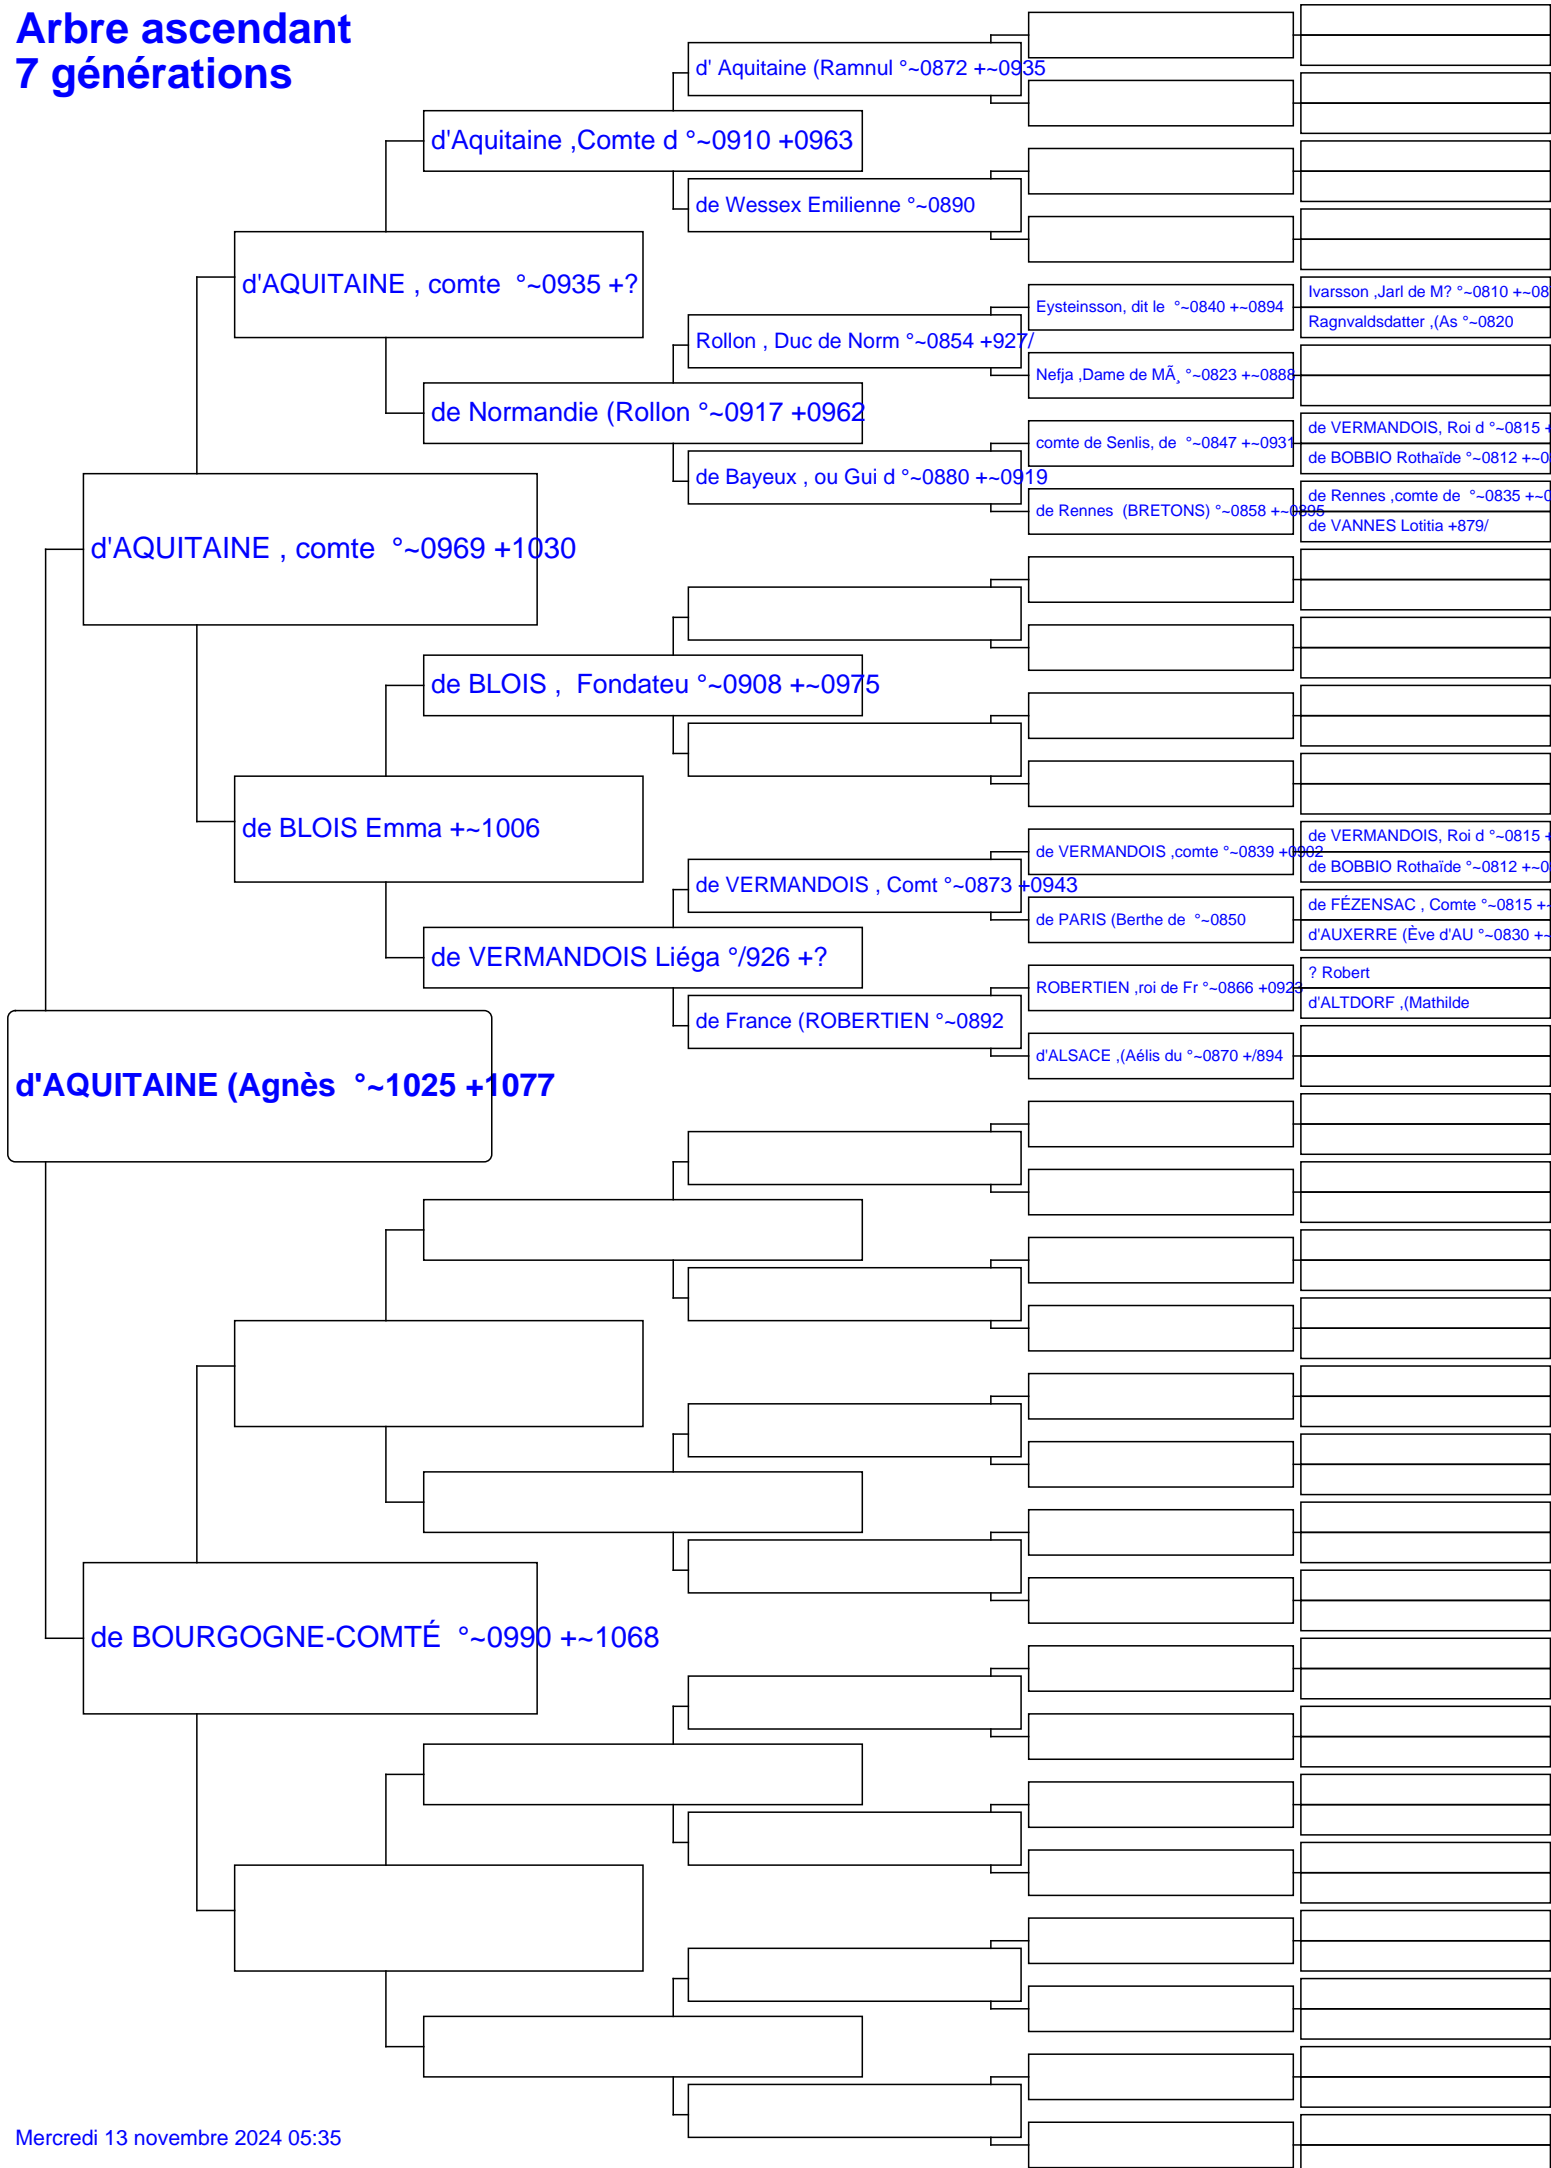 Arbre ascendant
7 générations
d' Aquitaine (Ramnul °~0872 +~0935
d'Aquitaine ,Comte d °~0910 +0963
de Wessex Emilienne °~0890
d'AQUITAINE , comte °~0935 +?
Ivarsson ,Jarl de M? °~0810 +~08
Eysteinsson, dit le °~0840 +~0894
Ragnvaldsdatter ,(As °~0820
Rollon , Duc de Norm °~0854 +927/
Nefja ,Dame de MÃ¸ °~0823 +~0888
de Normandie (Rollon °~0917 +0962
de VERMANDOIS, Roi d °~0815 +
comte de Senlis, de °~0847 +~0931
de BOBBIO Rothaïde °~0812 +~0
de Bayeux , ou Gui d °~0880 +~0919
de Rennes ,comte de °~0835 +~0
de Rennes (BRETONS) °~0858 +~0895
de VANNES Lotitia +879/
d'AQUITAINE , comte °~0969 +1030
de BLOIS , Fondateu °~0908 +~0975
de BLOIS Emma +~1006
de VERMANDOIS, Roi d °~0815 +
de VERMANDOIS ,comte °~0839 +0902
de BOBBIO Rothaïde °~0812 +~0
de VERMANDOIS , Comt °~0873 +0943
de FÉZENSAC , Comte °~0815 +~
de PARIS (Berthe de °~0850
d'AUXERRE (Ève d'AU °~0830 +~
de VERMANDOIS Liéga °/926 +?
? Robert
ROBERTIEN ,roi de Fr °~0866 +0923
d'ALTDORF ,(Mathilde
de France (ROBERTIEN °~0892
d'ALSACE ,(Aélis du °~0870 +/894
d'AQUITAINE (Agnès °~1025 +1077
de BOURGOGNE-COMTÉ °~0990 +~1068
Mercredi 13 novembre 2024 05:35